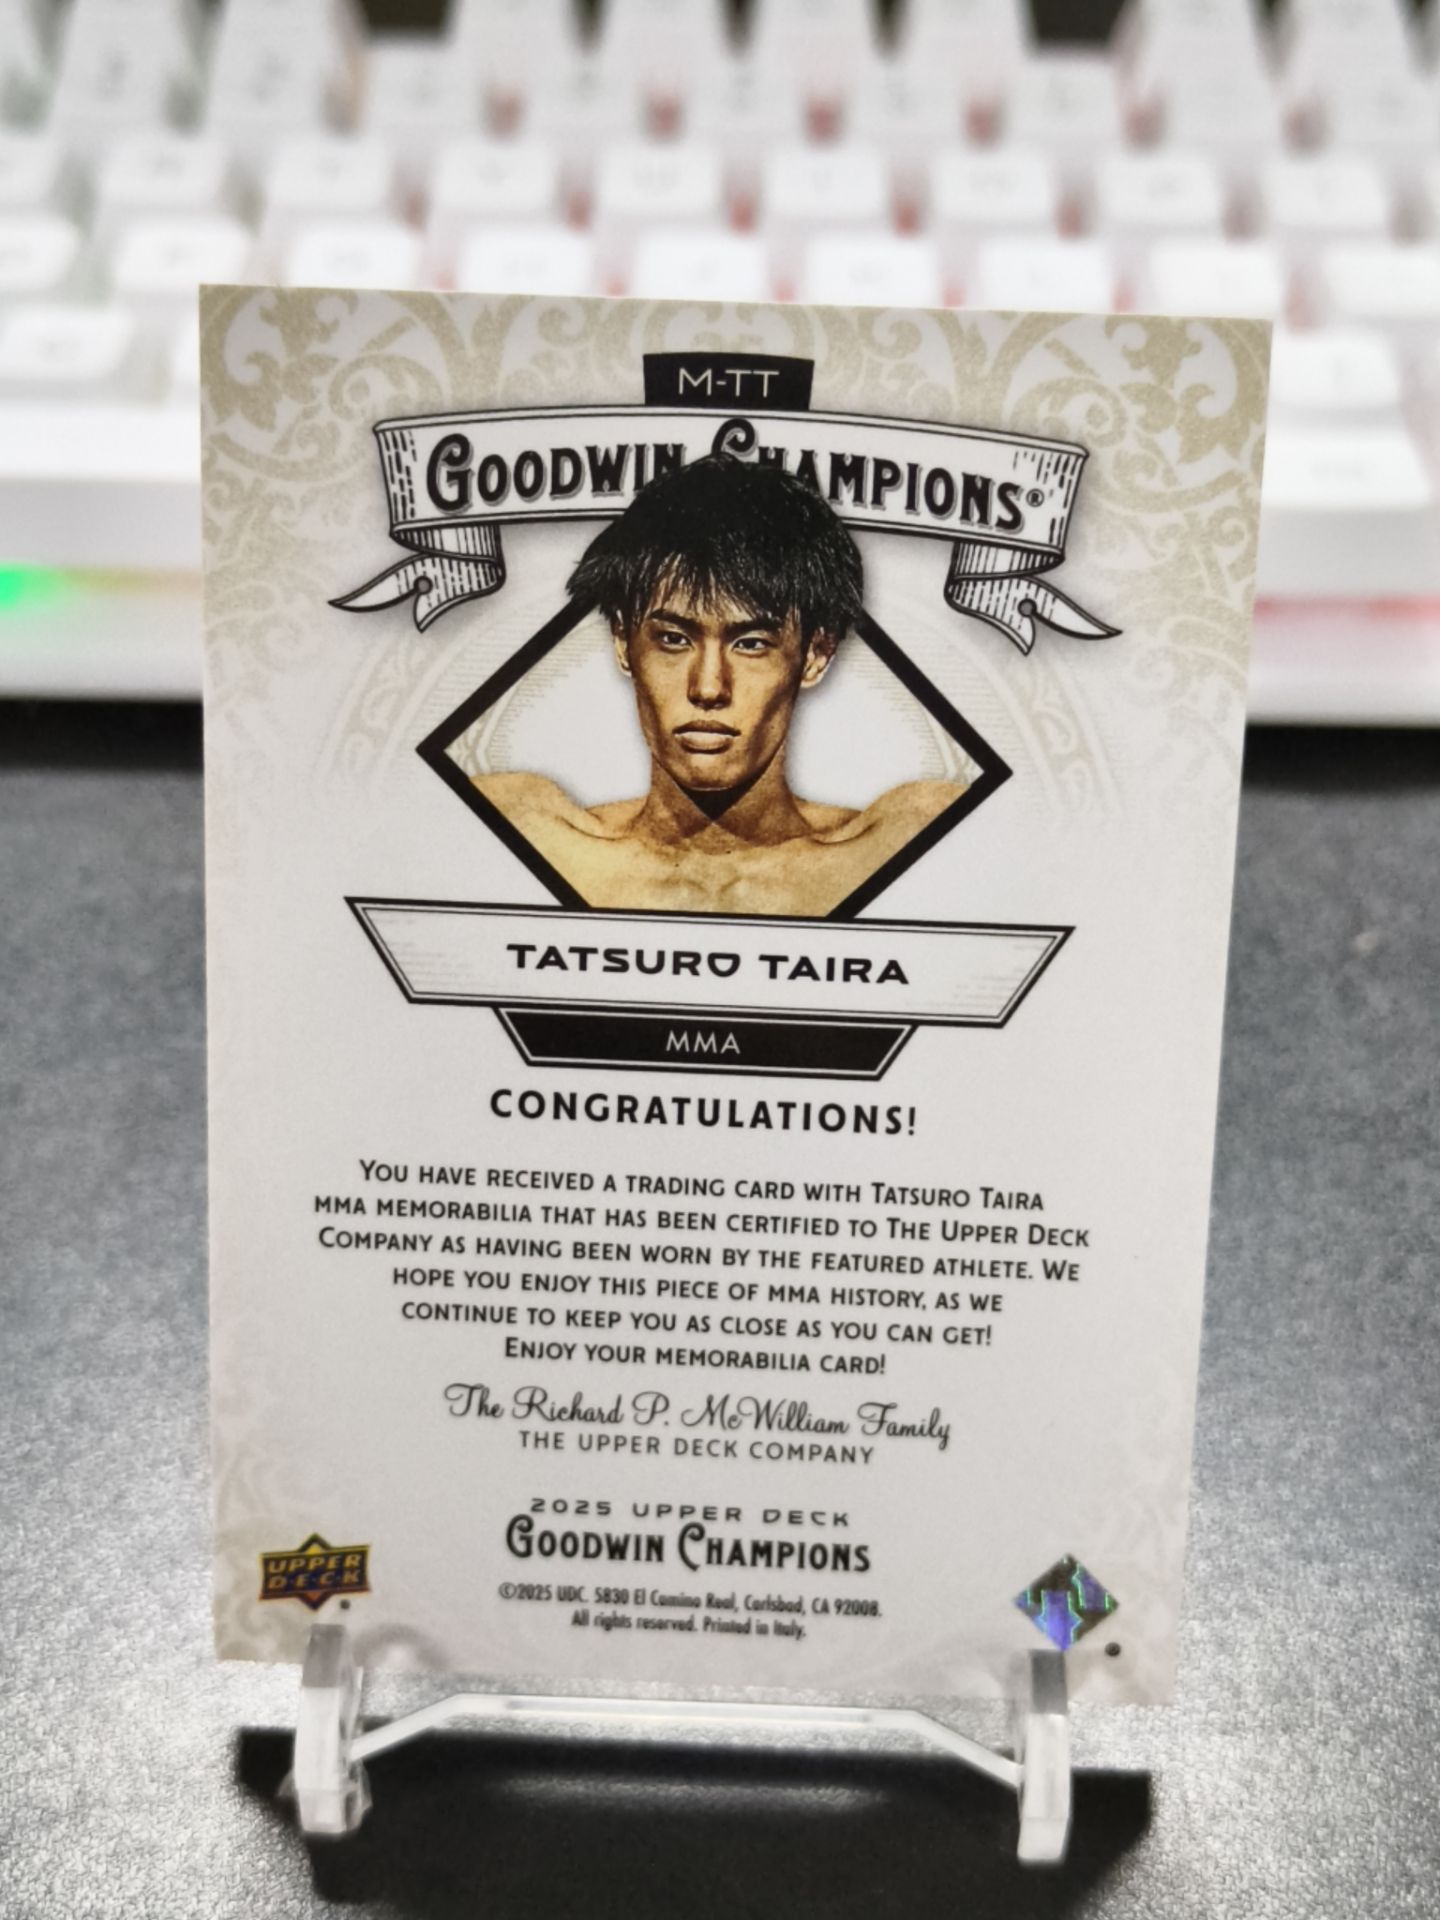 M-TT
GOODWIN CHAMPIONS®
TATSURO TAIRA
MMA
CONGRATULATIONS!
YOU HAVE RECEIVED A TRADING CARD WITH TATSURO TAIRA
MMA MEMORABILIA THAT HAS BEEN CERTIFIED TO THE UPPER DECK
COMPANY AS HAVING BEEN WORN BY THE FEATURED ATHLETE. WE
HOPE YOU ENJOY THIS PIECE OF MMA HISTORY, AS WE
CONTINUE TO KEEP YOU AS CLOSE AS YOU CAN GET!
ENJOY YOUR MEMORABILIA CARD!
The Richard P. McWilliam Family
THE UPPER DECK COMPANY
2025 UPPER DECK
GOODWIN CHAMPIONS
©2025 UDC. 5830 El Camino Real, Carlsbad, CA 92008.
All rights reserved. Printed in Italy.
UPPER
DECK